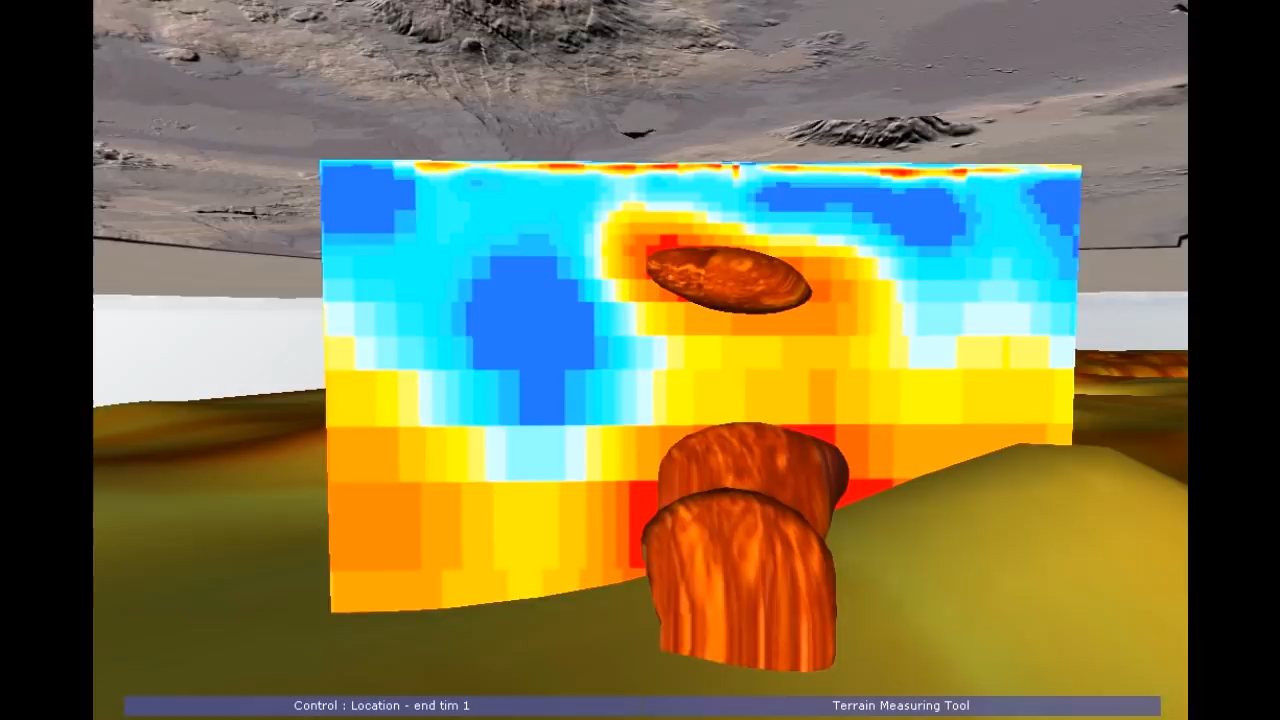 Control : Location - end tim 1
Terrain Measuring Tool